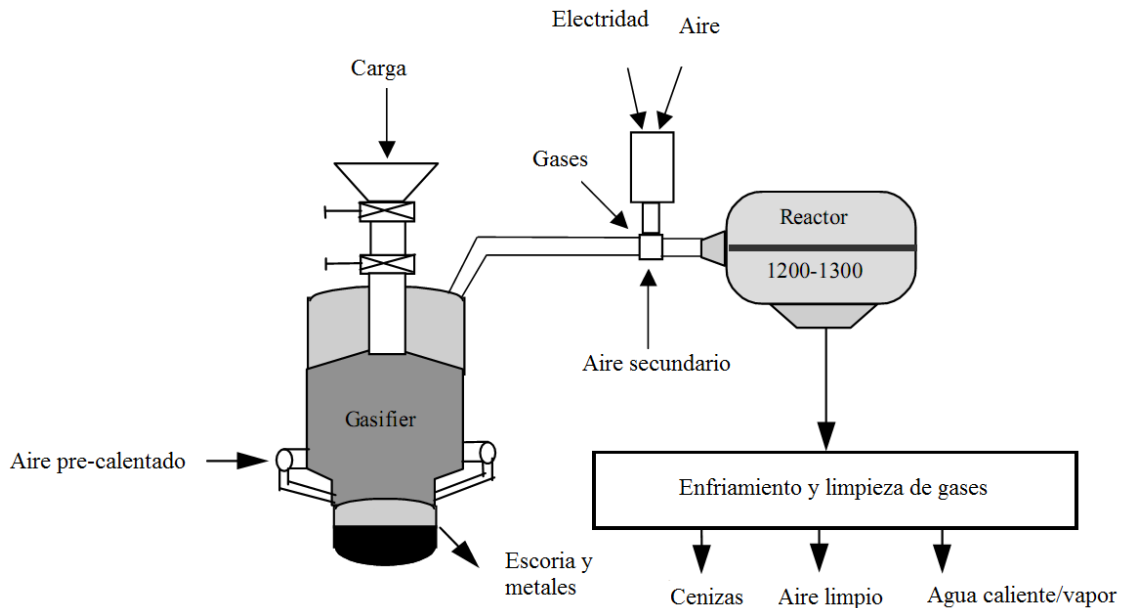 Electridad
Aire
Carga
Gases
Reactor
1200-1300
Aire secundario
Gasifier
Aire pre-calentado
Enfriamiento y limpieza de gases
Escoria y
metales
Cenizas
Aire limpio
Agua caliente/vapor